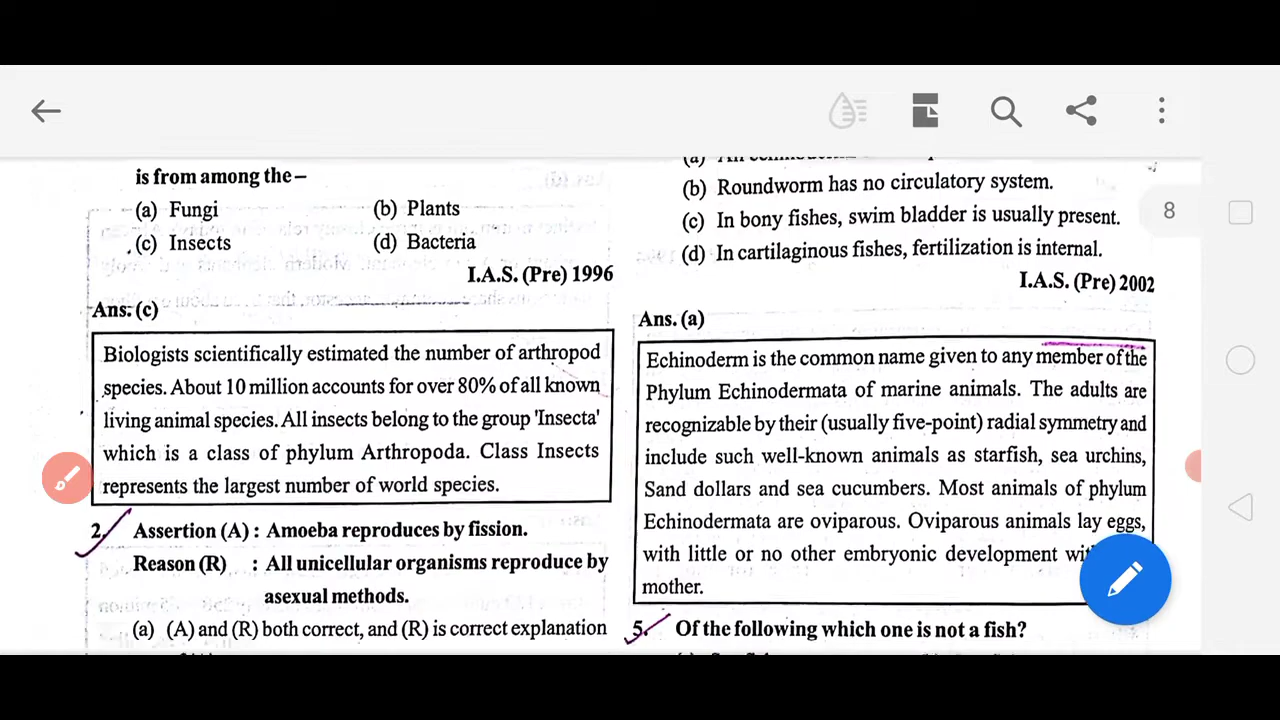 is from among the–
(a) Fungi (b) Plants
(c) Insects (d) Bacteria
I.A.S. (Pre) 1996
Ans. (c)
Biologists scientifically estimated the number of arthropod
species. About 10 million accounts for over 80% of all known
living animal species. All insects belong to the group 'Insecta'
which is a class of phylum Arthropoda. Class Insects
represents the largest number of world species.
2. Assertion (A) : Amoeba reproduces by fission.
Reason (R) : All unicellular organisms reproduce by
asexual methods.
(a) (A) and (R) both correct, and (R) is correct explanation
(a)
(b) Roundworm has no circulatory system.
(c) In bony fishes, swim bladder is usually present.
(d) In cartilaginous fishes, fertilization is internal.
I.A.S. (Pre) 2002
Ans. (a)
Echinoderm is the common name given to any member of the
Phylum Echinodermata of marine animals. The adults are
recognizable by their (usually five-point) radial symmetry and
include such well-known animals as starfish, sea urchins,
Sand dollars and sea cucumbers. Most animals of phylum
Echinodermata are oviparous. Oviparous animals lay eggs,
with little or no other embryonic development
mother.
5. Of the following which one is not a fish?
8